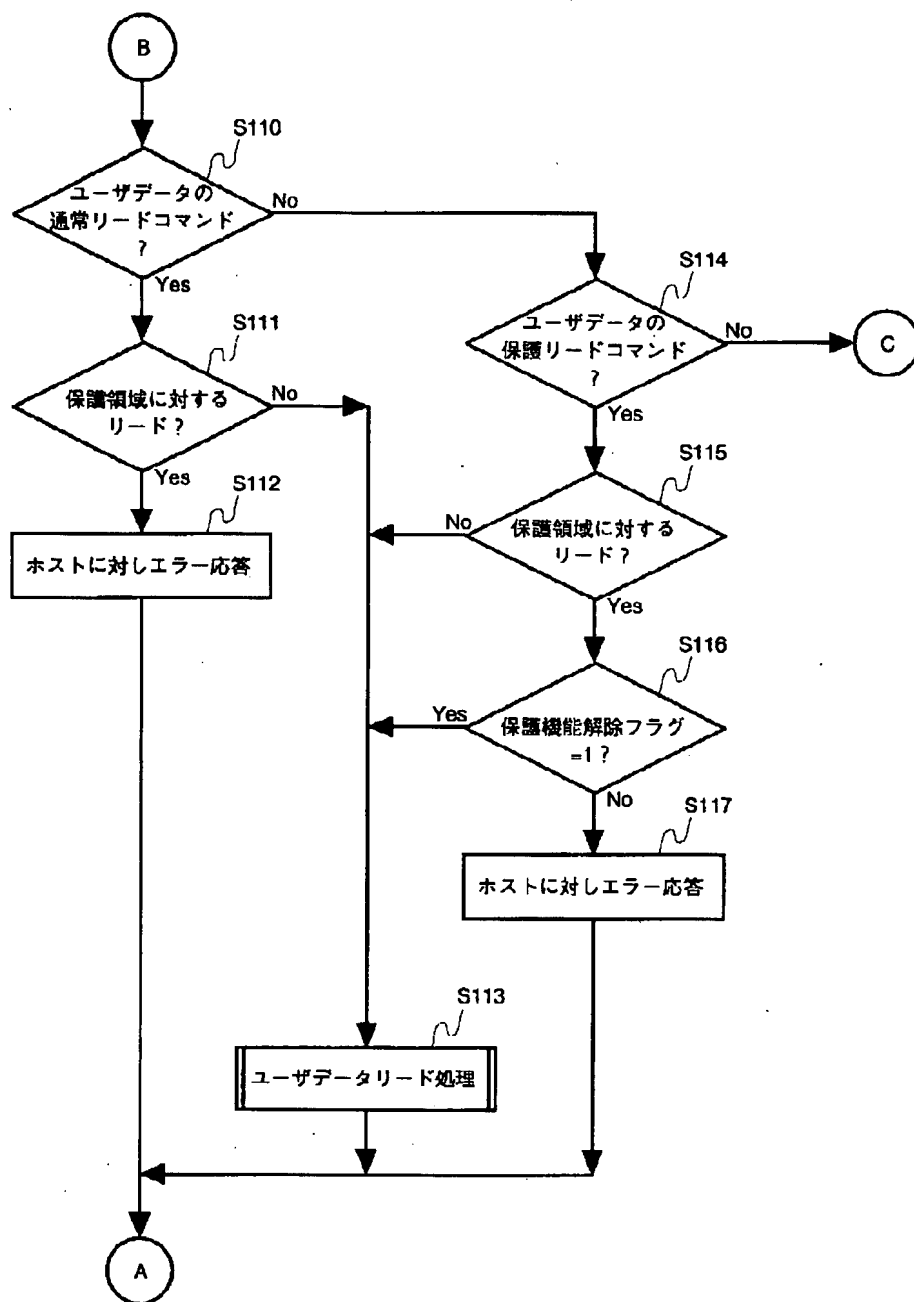 B
S110
ユーザデータの
通常リードコマンド
?
No
Yes
S114
ユーザデータの
保護リードコマンド
?
No
C
Yes
S111
保護領域に対する
リード?
No
Yes
S115
保護領域に対する
リード?
No
Yes
S112
ホストに対しエラー応答
S116
保護機能解除フラグ
=1?
Yes
No
S117
ホストに対しエラー応答
S113
ユーザデータリード処理
A